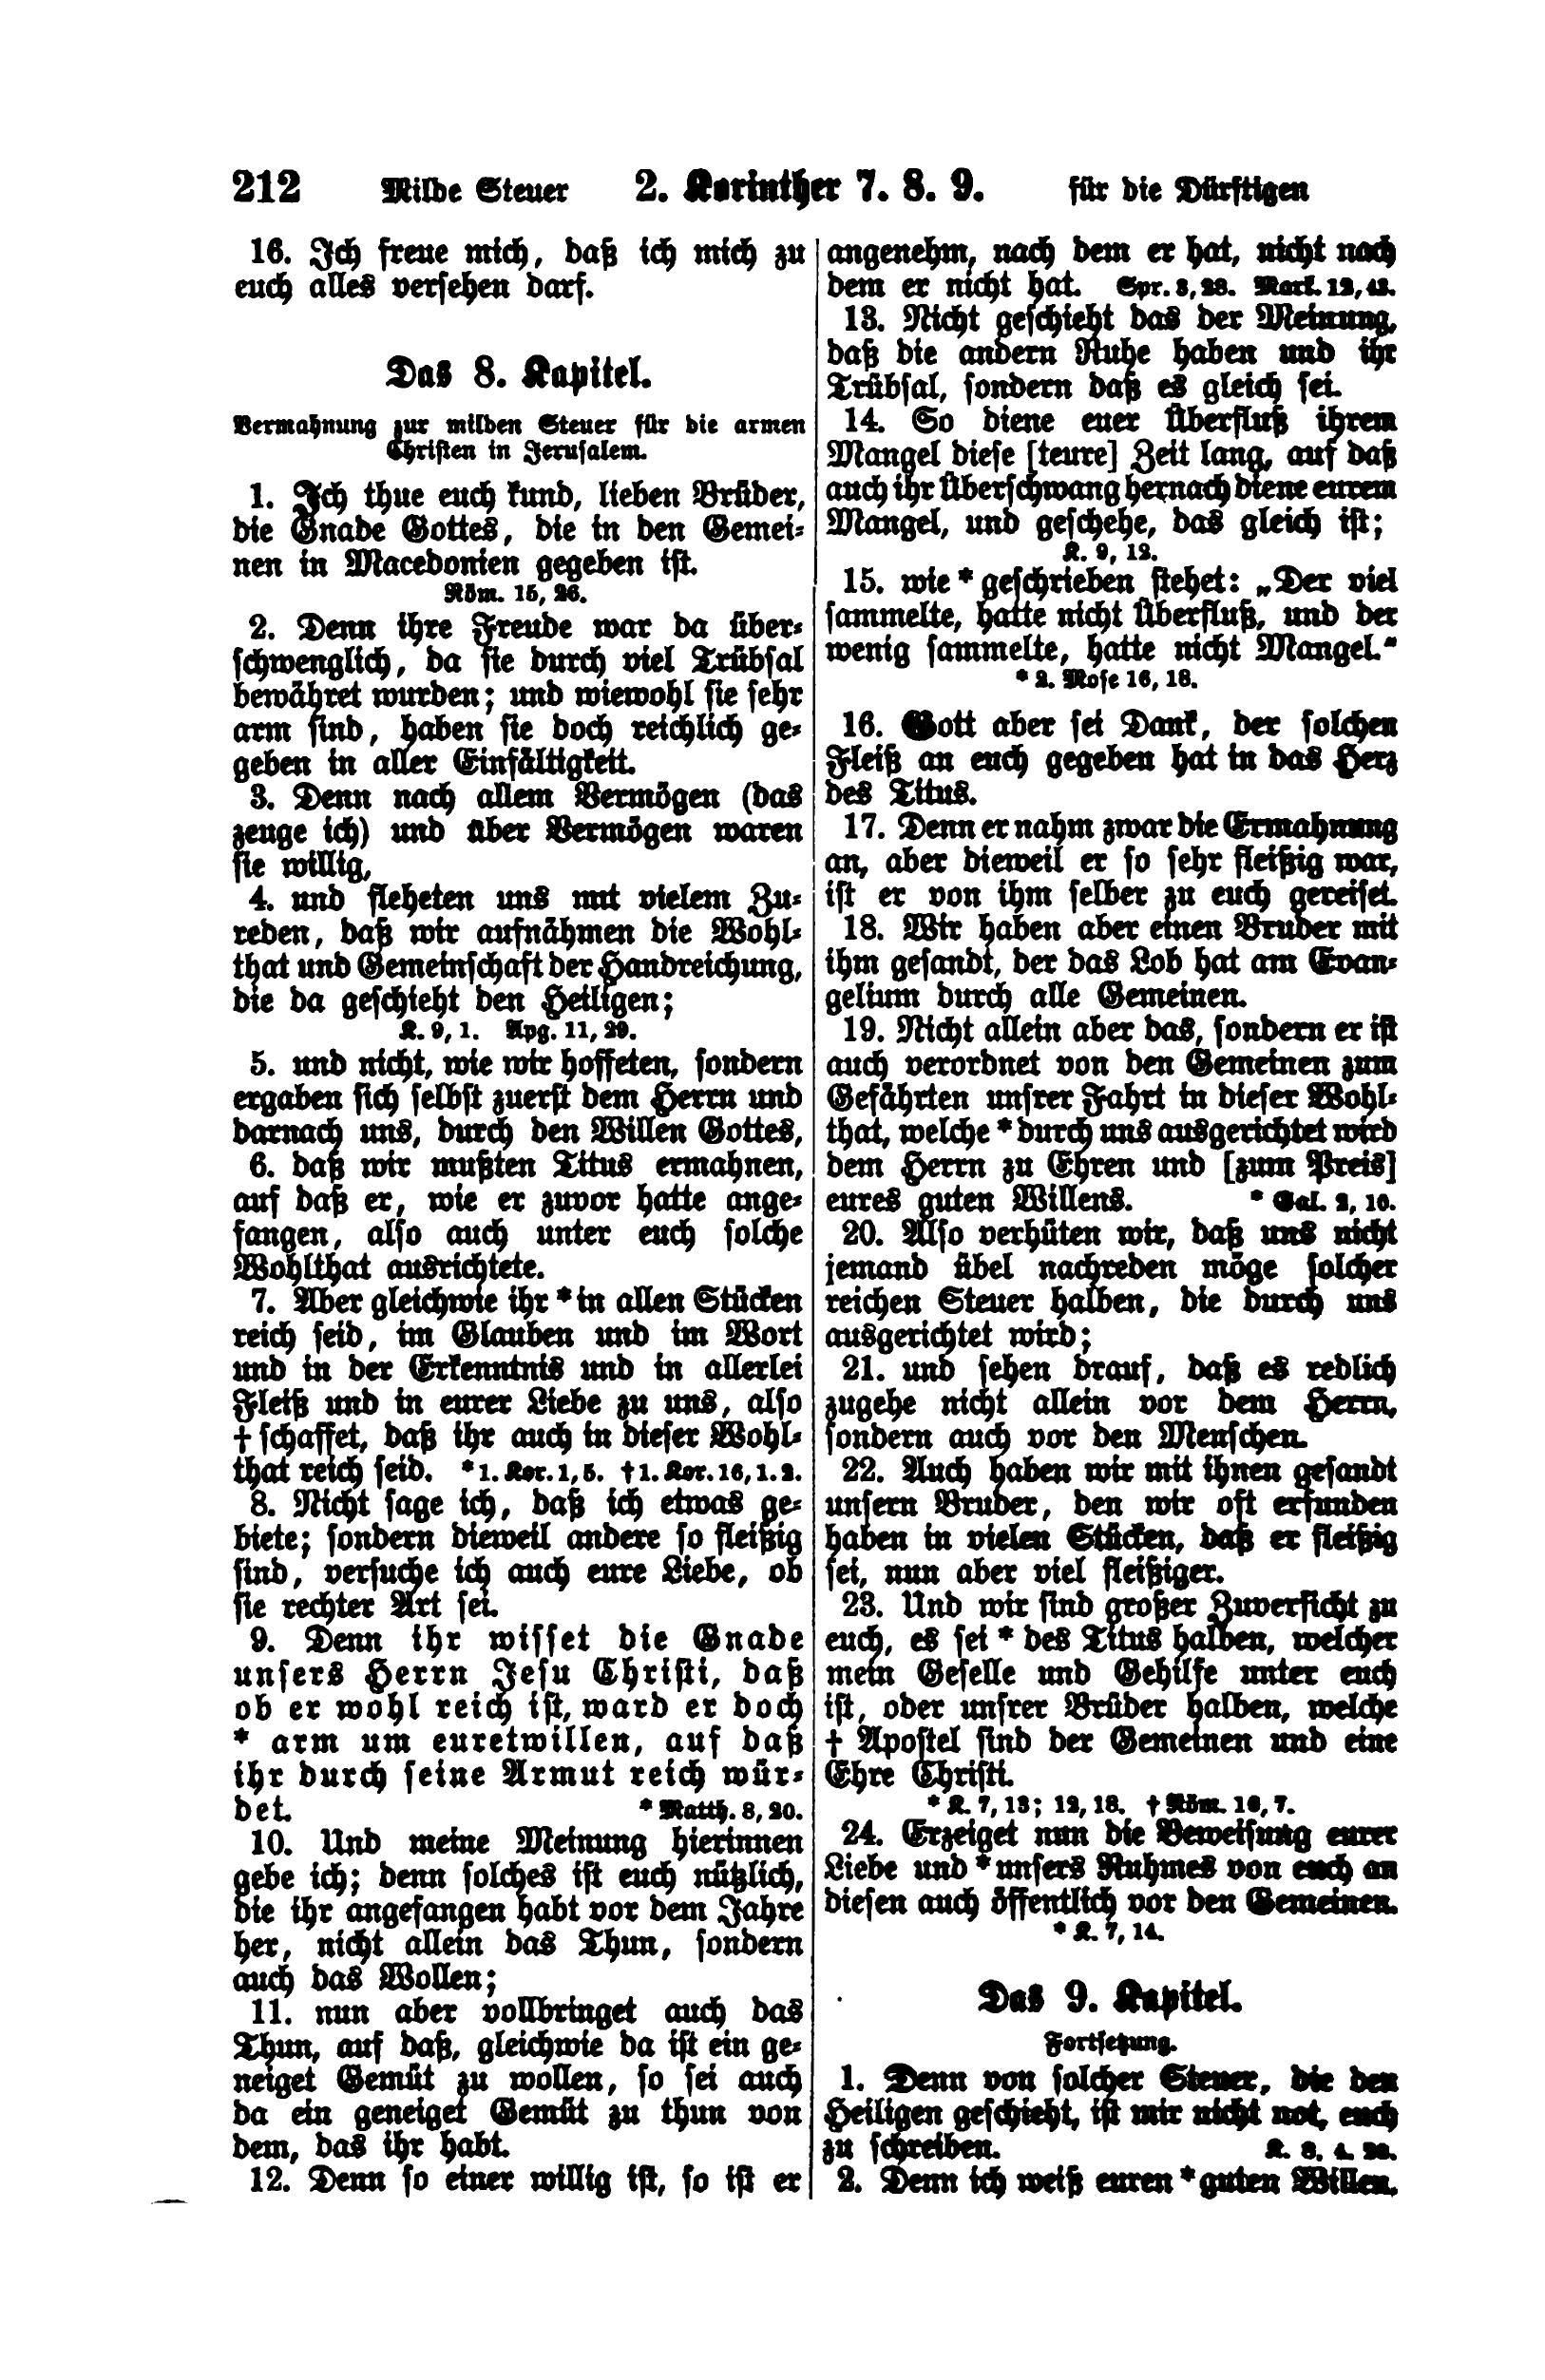 212 Milde Steuer 2. Korinther 7. 8. 9. für die Dürftigen
16. Ich freue mich, daß ich mich zu
euch alles versehen darf.
Das 8. Kapitel.
Vermahnung zur milden Steuer für die armen
Christen in Jerusalem.
1. Ich thue euch kund, lieben Brüder,
die Gnade Gottes, die in den Gemei-
nen in Macedonien gegeben ist.
Röm. 15, 26.
2. Denn ihre Freude war da über-
schwenglich, da sie durch viel Trübsal
bewähret wurden; und wiewohl sie sehr
arm sind, haben sie doch reichlich ge-
geben in aller Einfältigkeit.
3. Denn nach allem Vermögen (das
zeuge ich) und über Vermögen waren
sie willig,
4. und fleheten uns mit vielem Zu-
reden, daß wir aufnähmen die Wohl-
that und Gemeinschaft der Handreichung,
die da geschieht den Heiligen;
K. 9, 1. Apg. 11, 29.
5. und nicht, wie wir hoffeten, sondern
ergaben sich selbst zuerst dem Herrn und
darnach uns, durch den Willen Gottes,
6. daß wir mußten Titus ermahnen,
auf daß er, wie er zuvor hatte ange-
fangen, also auch unter euch solche
Wohlthat ausrichtete.
7. Aber gleichwie ihr * in allen Stücken
reich seid, im Glauben und im Wort
und in der Erkenntnis und in allerlei
Fleiß und in eurer Liebe zu uns, also
† schaffet, daß ihr auch in dieser Wohl-
that reich seid. * 1. Kor. 1, 5. † 1. Kor. 16, 1. 2.
8. Nicht sage ich, daß ich etwas ge-
biete; sondern dieweil andere so fleißig
sind, versuche ich auch eure Liebe, ob
sie rechter Art sei.
9. Denn ihr wisset die Gnade
unsers Herrn Jesu Christi, daß
ob er wohl reich ist, ward er doch
* arm um euretwillen, auf daß
ihr durch seine Armut reich wür-
det. * Matth. 8, 20.
10. Und meine Meinung hierinnen
gebe ich; denn solches ist euch nützlich,
die ihr angefangen habt vor dem Jahre
her, nicht allein das Thun, sondern
auch das Wollen;
11. nun aber vollbringet auch das
Thun, auf daß, gleichwie da ist ein ge-
neiget Gemüt zu wollen, so sei auch
da ein geneiget Gemüt zu thun von
dem, das ihr habt.
12. Denn so einer willig ist, so ist er
angenehm, nach dem er hat, nicht nach
dem er nicht hat. Spr. 3, 28. Mark. 12, 43.
13. Nicht geschieht das der Meinung,
daß die andern Ruhe haben und ihr
Trübsal, sondern daß es gleich sei.
14. So diene euer Überfluß ihrem
Mangel diese [teure] Zeit lang, auf daß
auch ihr Überschwang hernach diene eurem
Mangel, und geschehe, das gleich ist;
K. 9, 12.
15. wie * geschrieben stehet: „Der viel
sammelte, hatte nicht Überfluß, und der
wenig sammelte, hatte nicht Mangel.“
* 2. Mose 16, 18.
16. Gott aber sei Dank, der solchen
Fleiß an euch gegeben hat in das Herz
des Titus.
17. Denn er nahm zwar die Ermahnung
an, aber dieweil er so sehr fleißig war,
ist er von ihm selber zu euch gereiset.
18. Wir haben aber einen Bruder mit
ihm gesandt, der das Lob hat am Evan-
gelium durch alle Gemeinen.
19. Nicht allein aber das, sondern er ist
auch verordnet von den Gemeinen zum
Gefährten unsrer Fahrt in dieser Wohl-
that, welche * durch uns ausgerichtet wird
dem Herrn zu Ehren und [zum Preis]
eures guten Willens. * Gal. 2, 10.
20. Also verhüten wir, daß uns nicht
jemand übel nachreden möge solcher
reichen Steuer halben, die durch uns
ausgerichtet wird;
21. und sehen drauf, daß es redlich
zugehe nicht allein vor dem Herrn,
sondern auch vor den Menschen.
22. Auch haben wir mit ihnen gesandt
unsern Bruder, den wir oft erfunden
haben in vielen Stücken, daß er fleißig
sei, nun aber viel fleißiger.
23. Und wir sind großer Zuversicht zu
euch, es sei * des Titus halben, welcher
mein Geselle und Gehilfe unter euch
ist, oder unsrer Brüder halben, welche
† Apostel sind der Gemeinen und eine
Ehre Christi.
* K. 7, 13; 12, 18. † Röm. 16, 7.
24. Erzeiget nun die Beweisung eurer
Liebe und * unsers Ruhmes von euch an
diesen auch öffentlich vor den Gemeinen.
* K. 7, 14.
Das 9. Kapitel.
Fortsetzung.
1. Denn von solcher Steuer, die den
Heiligen geschieht, ist mir nicht not, euch
zu schreiben. K. 8, 4. 20.
2. Denn ich weiß euren * guten Willen,